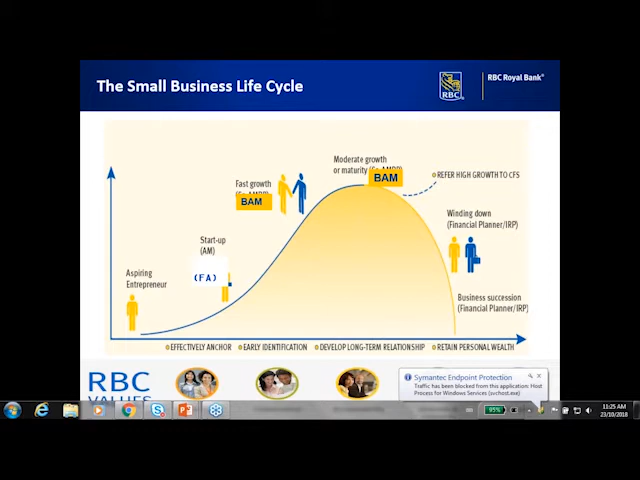 The Small Business Life Cycle
RBC
RBC Royal Bank®
Moderate growth
or maturity
BAM
REFER HIGH GROWTH TO CFS
Fast growth
BAM
Winding down
(Financial Planner/IRP)
Start-up
(AM)
(FA)
Aspiring
Entrepreneur
Business succession
(Financial Planner/IRP)
EFFECTIVELY ANCHOR
EARLY IDENTIFICATION
DEVELOP LONG-TERM RELATIONSHIP
RETAIN PERSONAL WEALTH
RBC
VALUES
Symantec Endpoint Protection
Traffic has been blocked from this application: Host
Process for Windows Services (svchost.exe)
95%
11:25 AM
23/10/2018